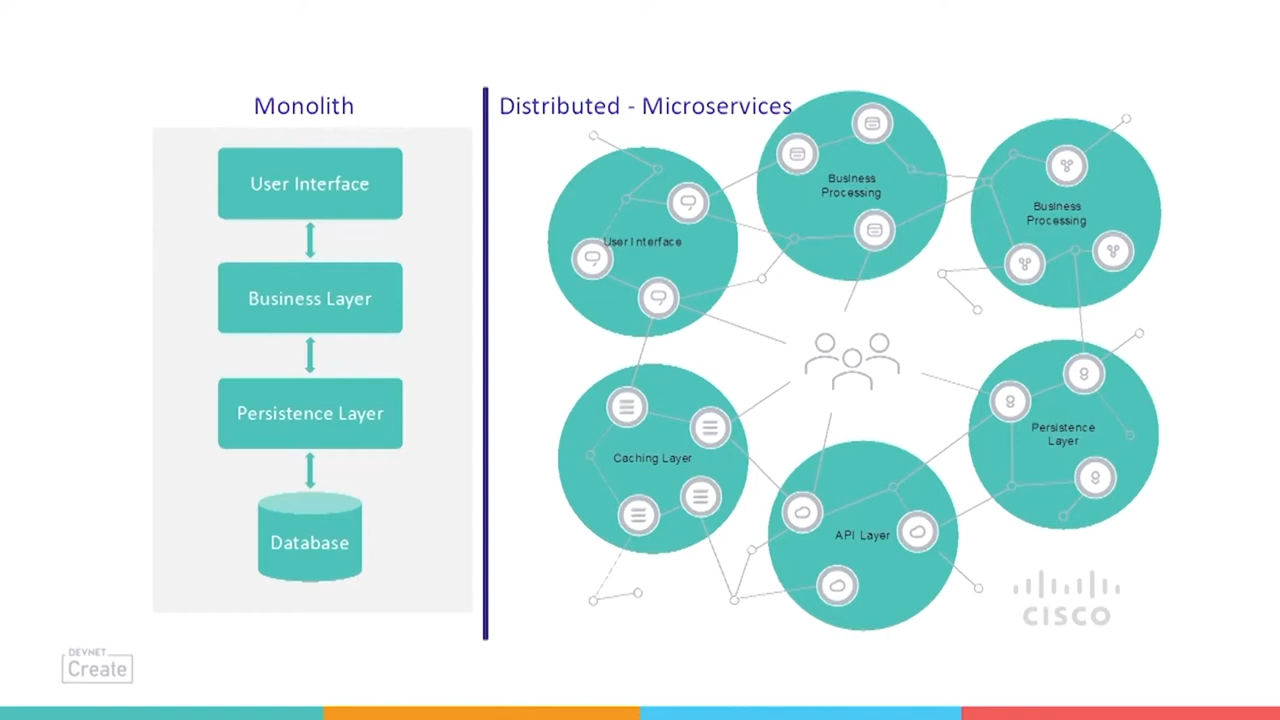 Monolith
User Interface
Business Layer
Persistence Layer
Database
Distributed - Microservices
Business
Processing
Business
Processing
User Interface
Caching Layer
Persistence
Layer
API Layer
CISCO
DEVNET
Create